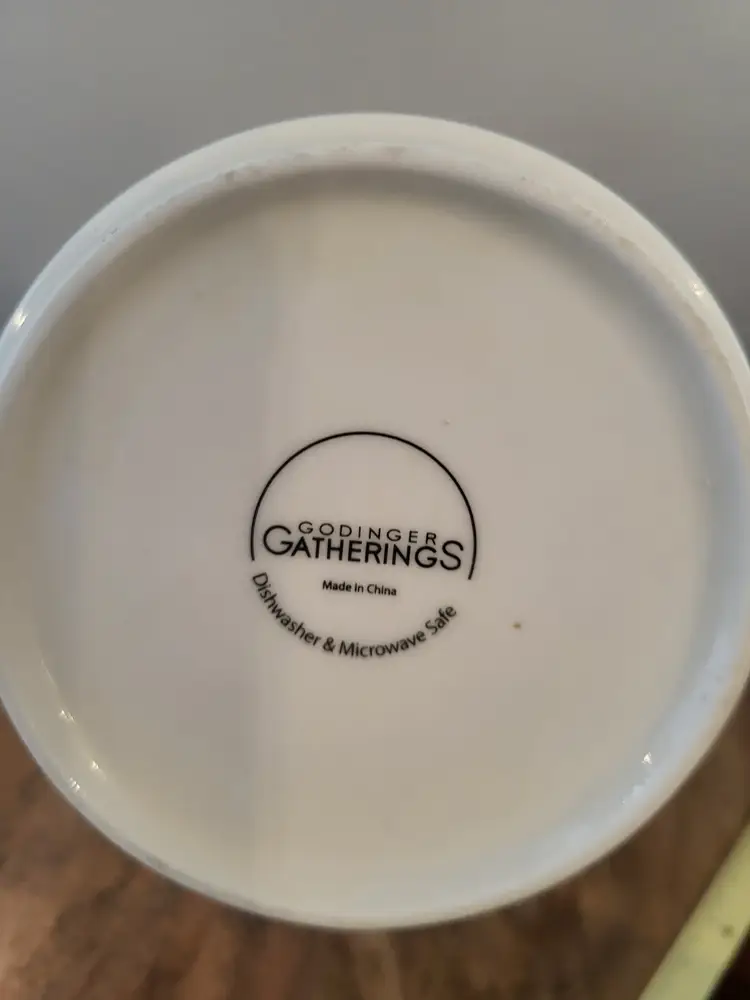 GODINGER
GATHERINGS
Made in China
Dishwasher & Microwave Safe